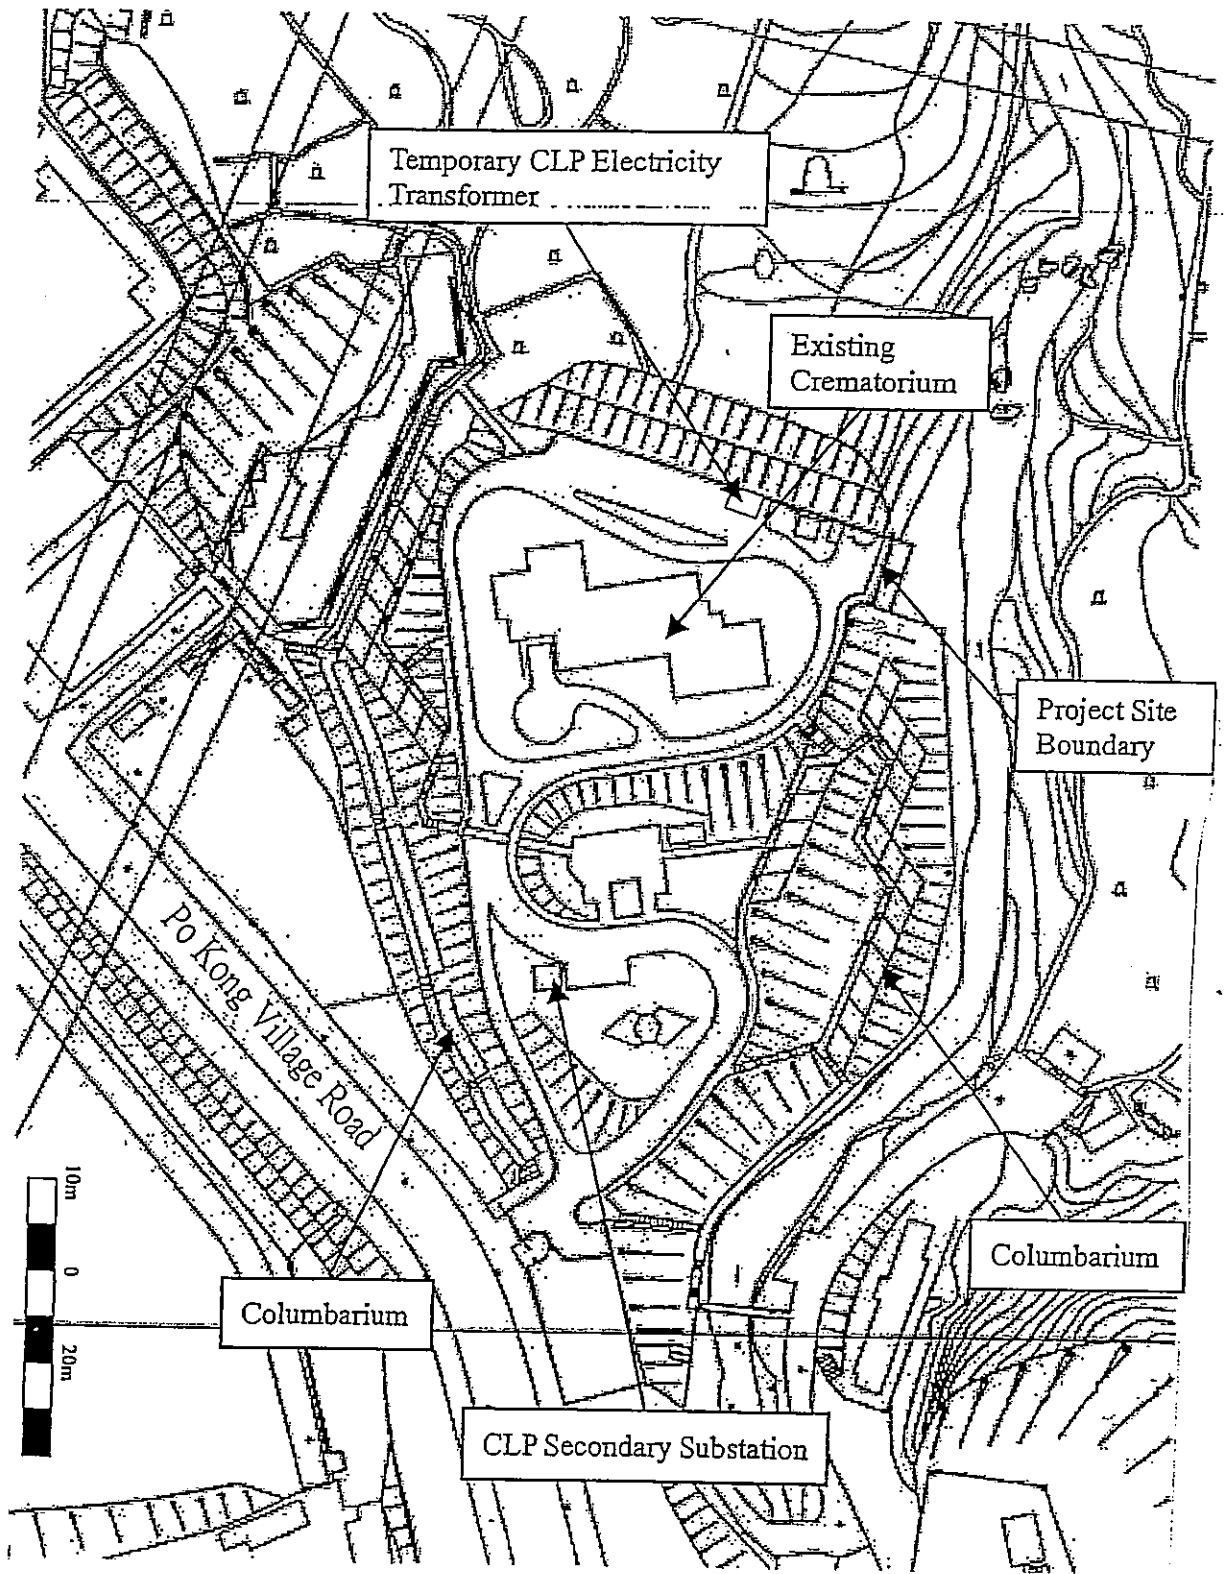 Temporary CLP Electricity
Transformer
Existing
Crematorium
Project Site
Boundary
Po Kong Village Road
10m
0
20m
Columbarium
Columbarium
CLP Secondary Substation